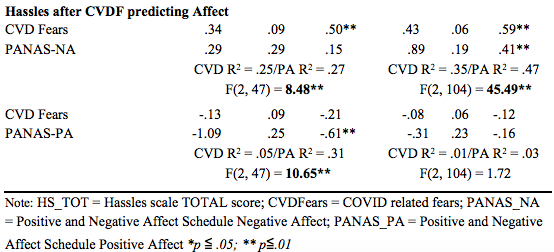 Hassles after CVDF predicting Affect
CVD Fears .34 .09 .50** .43 .06 .59**
PANAS-NA .29 .29 .15 .89 .19 .41**
CVD R² = .25/PA R² = .27 CVD R² = .35/PA R² = .47
F(2, 47) = 8.48** F(2, 104) = 45.49**
CVD Fears -.13 .09 -.21 -.08 .06 -.12
PANAS-PA -1.09 .25 -.61** -.31 .23 -.16
CVD R² = .05/PA R² = .31 CVD R² = .01/PA R² = .03
F(2, 47) = 10.65** F(2, 104) = 1.72
Note: HS_TOT = Hassles scale TOTAL score; CVDFears = COVID related fears; PANAS_NA
= Positive and Negative Affect Schedule Negative Affect; PANAS_PA = Positive and Negative
Affect Schedule Positive Affect *p ≦ .05; **p≦.01